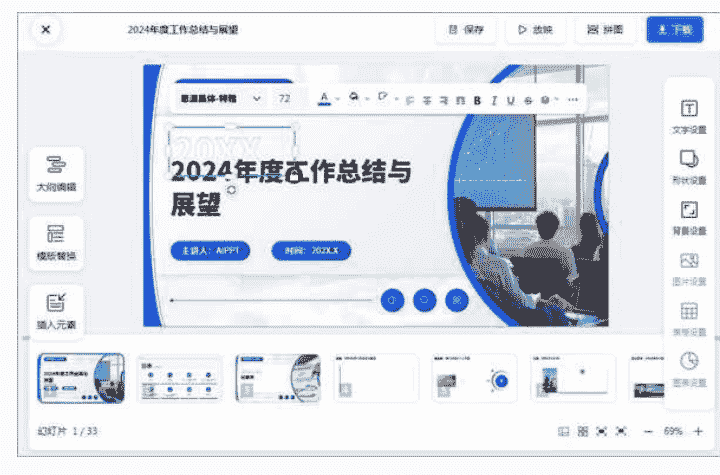 2024年度工作总结与展望
保存
放映
拼图
下载
思源黑体-特粗
72
A
B
I
U
S
20XX
2024年度工作总结与
展望
主讲人：AiPPT
时间：202X.X
大纲编辑
模板替换
插入元素
文字设置
形状设置
背景设置
图片设置
表格设置
图表设置
幻灯片 1 / 33
69%